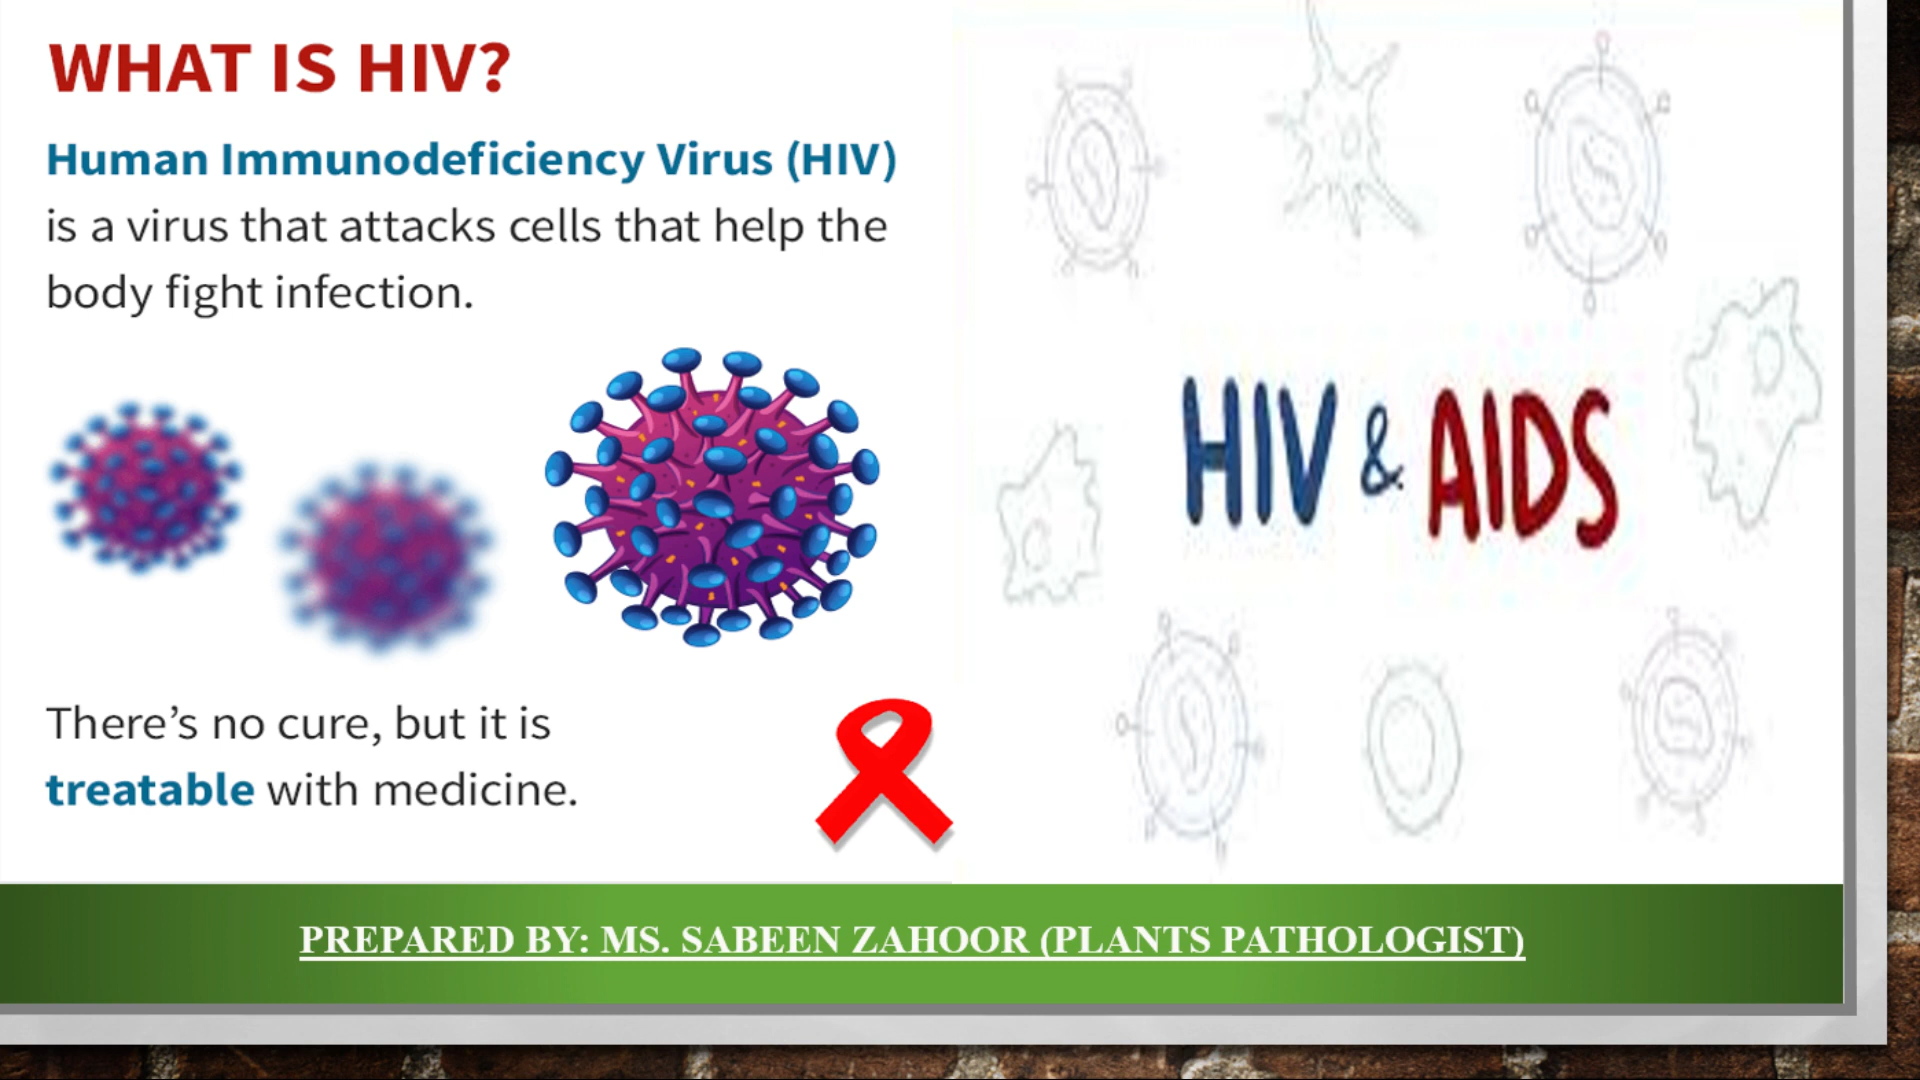 WHAT IS HIV?
Human Immunodeficiency Virus (HIV)
is a virus that attacks cells that help the
body fight infection.
There's no cure, but it is
treatable with medicine.
HIV & AIDS
PREPARED BY: MS. SABEEN ZAHOOR (PLANTS PATHOLOGIST)